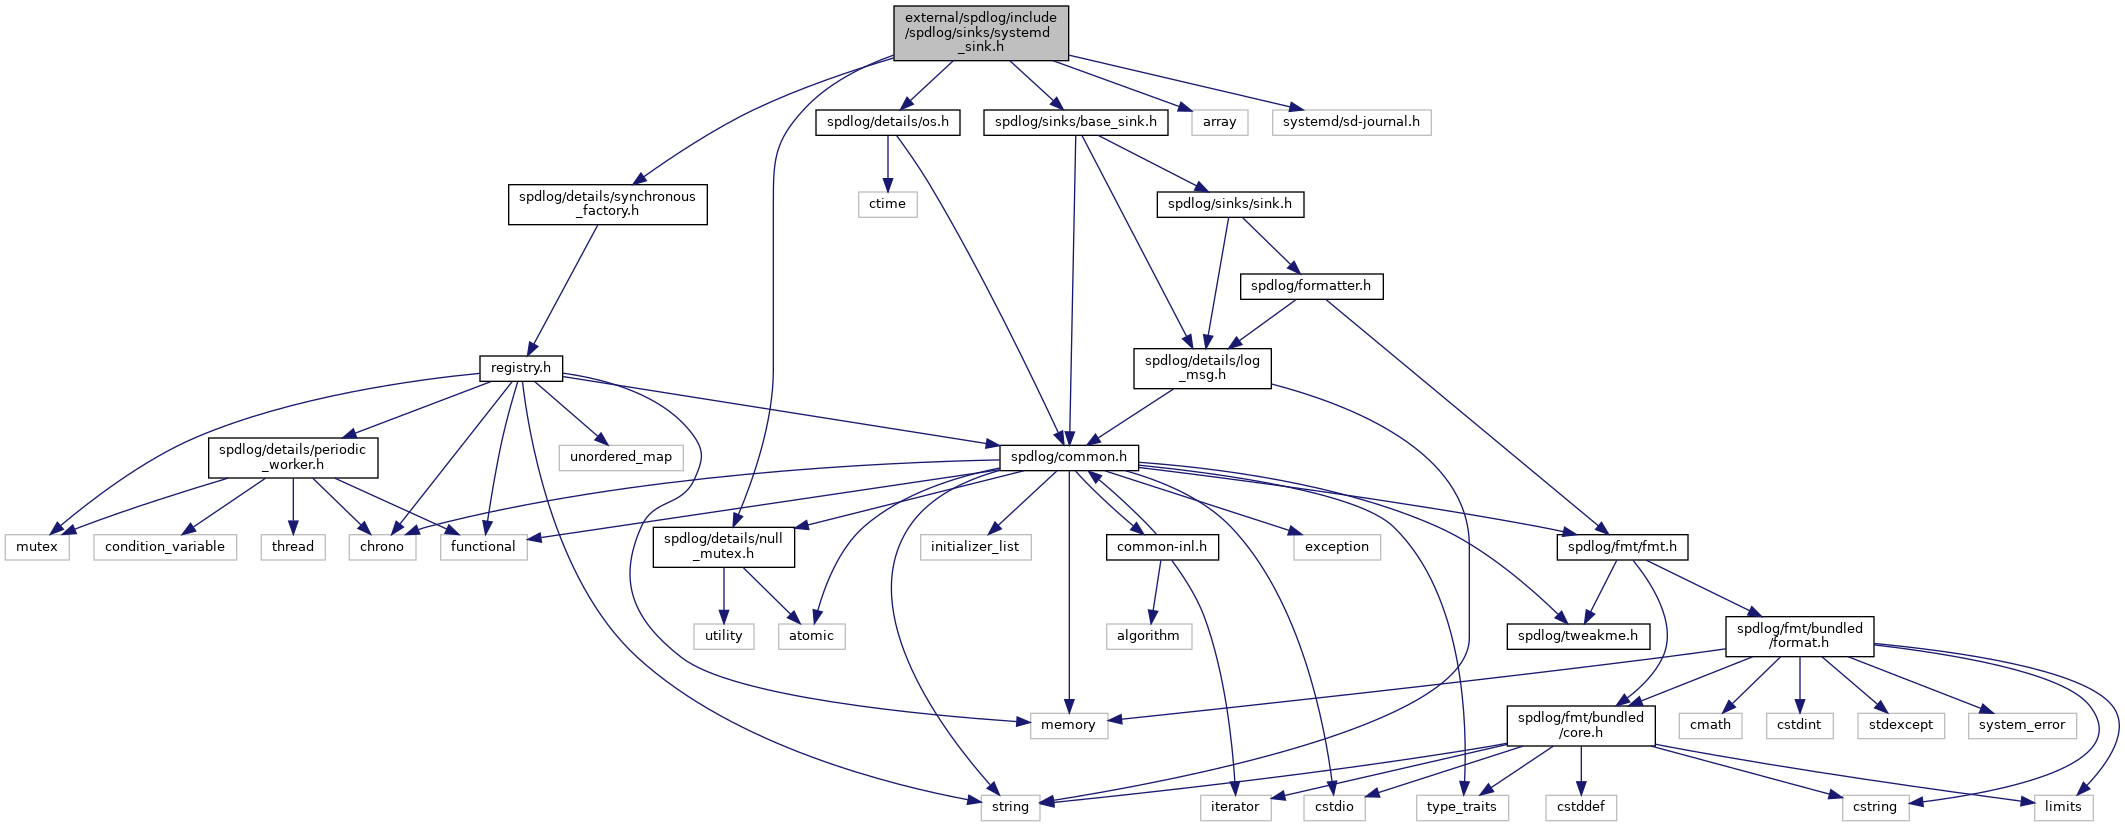 external/spdlog/include
/spdlog/sinks/systemd
_sink.h
spdlog/details/os.h
spdlog/sinks/base_sink.h
array
systemd/sd-journal.h
spdlog/details/synchronous
_factory.h
ctime
spdlog/sinks/sink.h
spdlog/formatter.h
registry.h
spdlog/details/log
_msg.h
spdlog/details/periodic
_worker.h
unordered_map
spdlog/common.h
mutex
condition_variable
thread
chrono
functional
spdlog/details/null
_mutex.h
initializer_list
common-inl.h
exception
spdlog/fmt/fmt.h
utility
atomic
algorithm
spdlog/tweakme.h
spdlog/fmt/bundled
/format.h
memory
spdlog/fmt/bundled
/core.h
cmath
cstdint
stdexcept
system_error
string
iterator
cstdio
type_traits
cstddef
cstring
limits